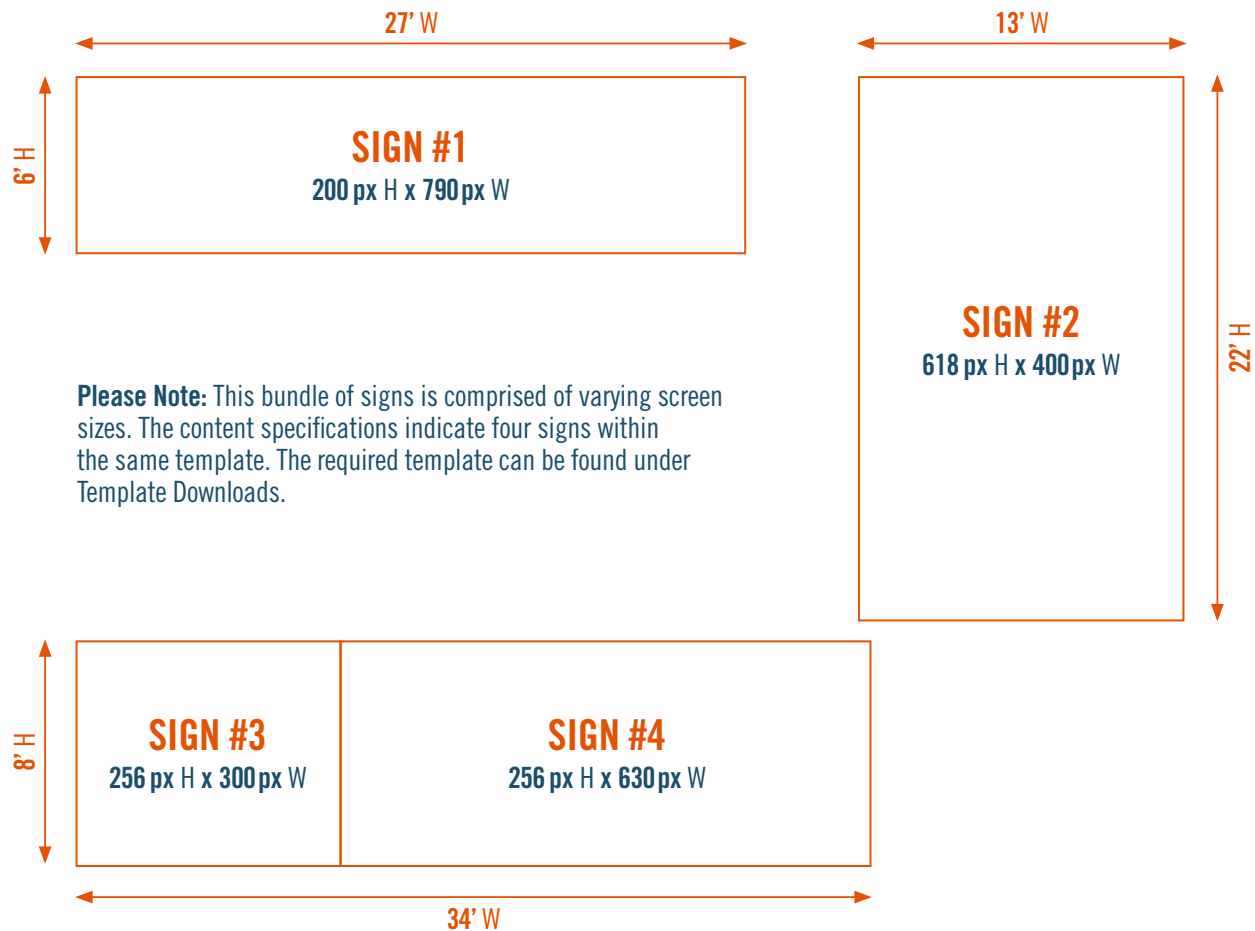 27’ W
13’ W
6’ H
SIGN #1
200 px H x 790 px W
SIGN #2
618 px H x 400 px W
22’ H
Please Note: This bundle of signs is comprised of varying screen
sizes. The content specifications indicate four signs within
the same template. The required template can be found under
Template Downloads.
8’ H
SIGN #3
256 px H x 300 px W
SIGN #4
256 px H x 630 px W
34’ W